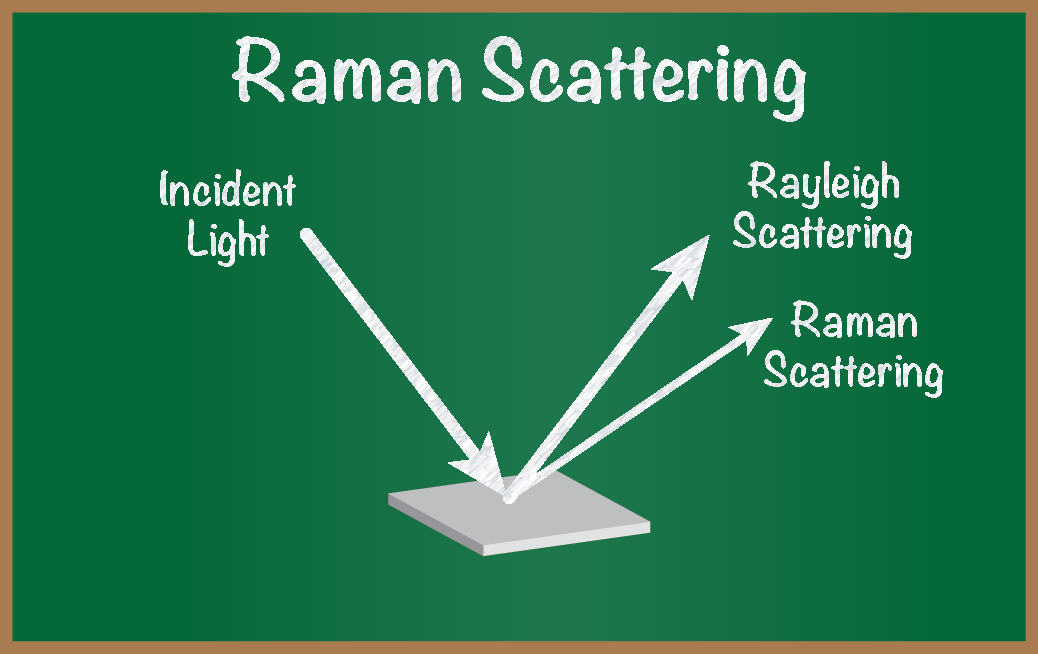 Raman Scattering
Incident
Light
Rayleigh
Scattering
Raman
Scattering